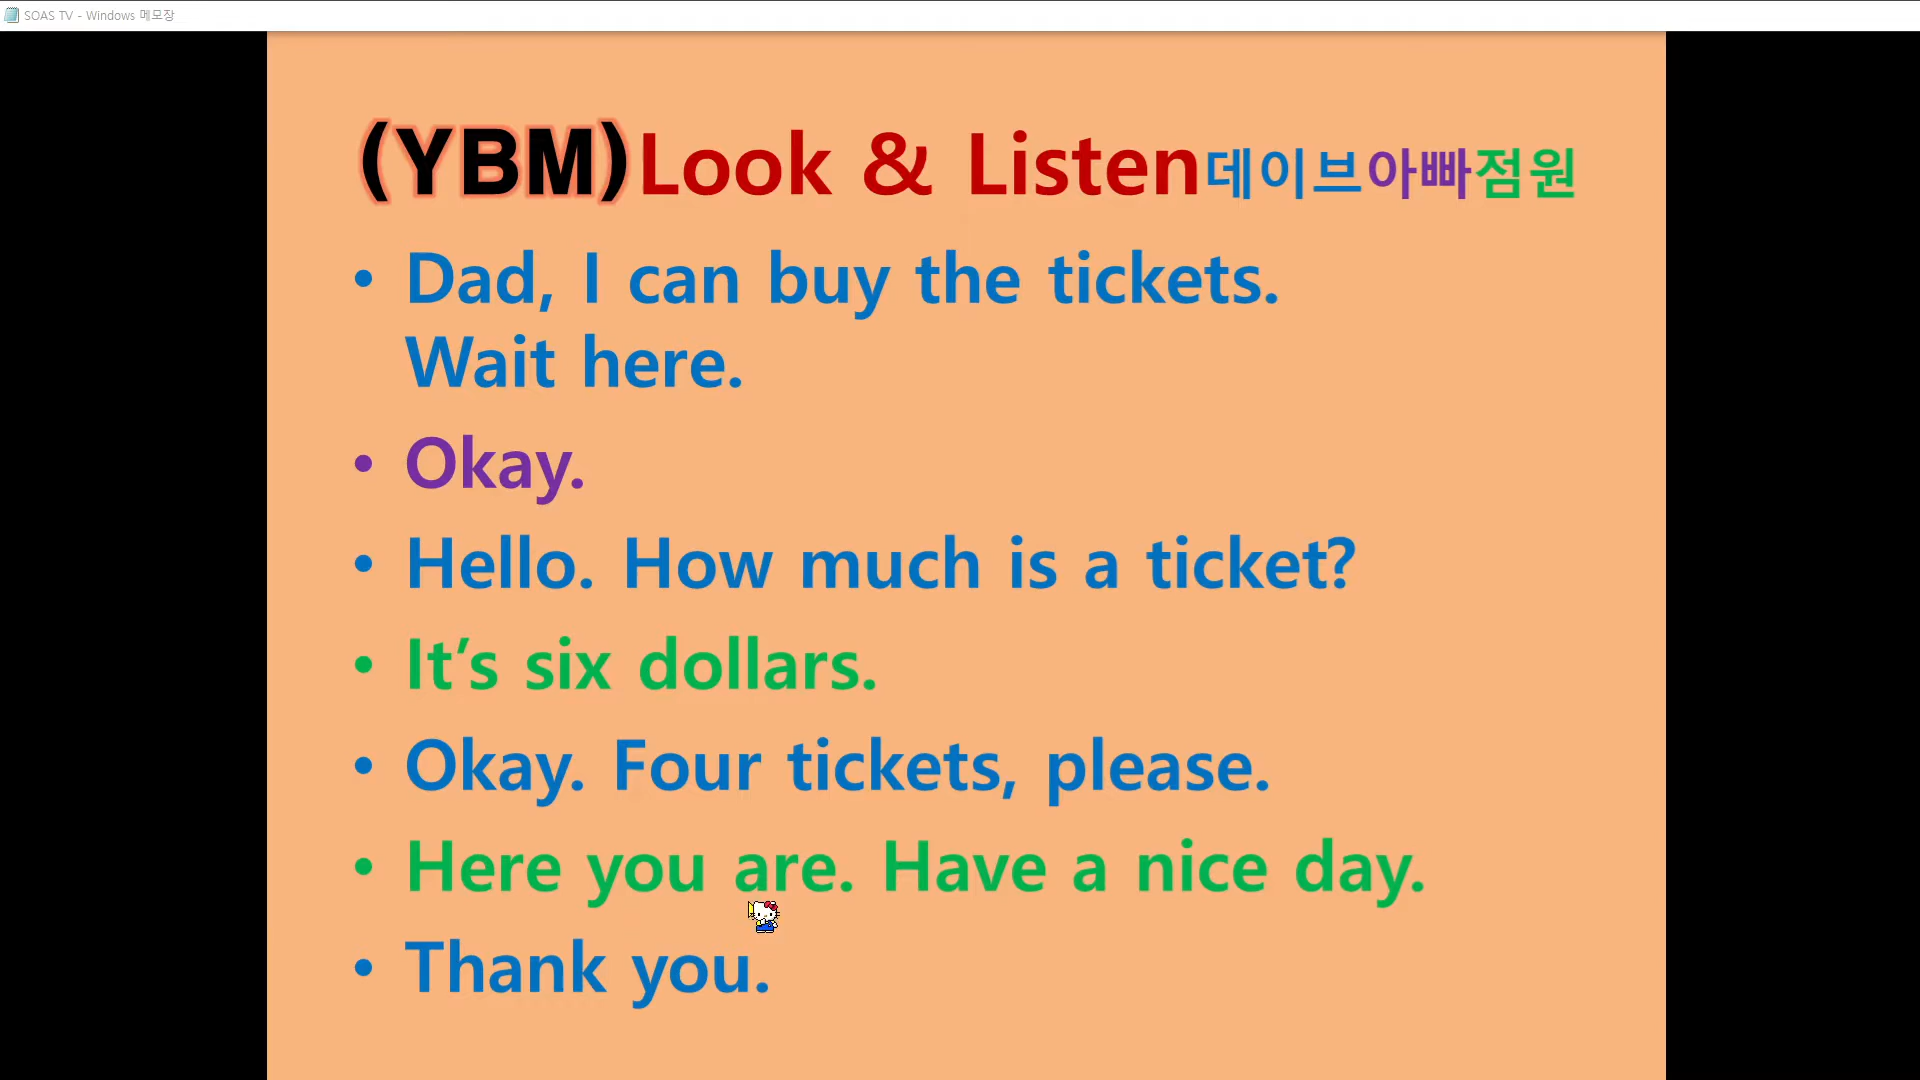 SOAS TV - Windows 메모장
(YBM)Look & Listen데이브아빠점원
• Dad, I can buy the tickets.
Wait here.
• Okay.
• Hello. How much is a ticket?
• It’s six dollars.
• Okay. Four tickets, please.
• Here you are. Have a nice day.
• Thank you.